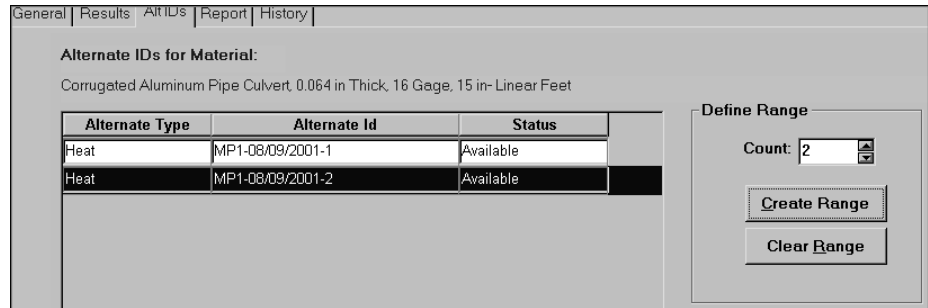 General Results Alt IDs Report History
Alternate IDs for Material:
Corrugated Aluminum Pipe Culvert, 0.064 in Thick, 16 Gage, 15 in- Linear Feet
Define Range
Alternate Type Alternate Id Status
Count: 2
Heat MP1-08/09/2001-1 Available
Heat MP1-08/09/2001-2 Available
Create Range
Clear Range